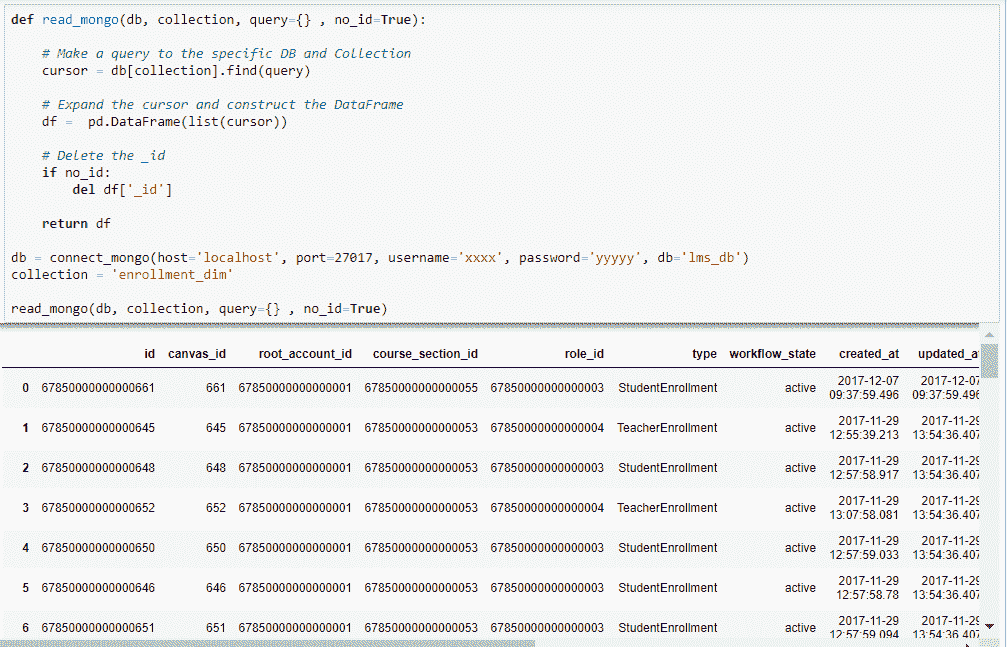 def read_mongo(db, collection, query={} , no_id=True):
# Make a query to the specific DB and Collection
cursor = db[collection].find(query)
# Expand the cursor and construct the DataFrame
df =  pd.DataFrame(list(cursor))
# Delete the _id
if no_id:
del df['_id']
return df
db = connect_mongo(host='localhost', port=27017, username='xxxx', password='yyyyy', db='lms_db')
collection = 'enrollment_dim'
read_mongo(db, collection, query={} , no_id=True)
id canvas_id root_account_id course_section_id role_id type workflow_state created_at updated_at
0 67850000000000661 661 67850000000000001 67850000000000055 67850000000000003 StudentEnrollment active 2017-12-07 09:37:59.496 2017-12-07 09:37:59.496
1 67850000000000645 645 67850000000000001 67850000000000053 67850000000000004 TeacherEnrollment active 2017-11-29 12:55:39.213 2017-11-29 13:54:36.407
2 67850000000000648 648 67850000000000001 67850000000000053 67850000000000003 StudentEnrollment active 2017-11-29 12:57:58.917 2017-11-29 13:54:36.407
3 67850000000000652 652 67850000000000001 67850000000000053 67850000000000004 TeacherEnrollment active 2017-11-29 13:07:58.081 2017-11-29 13:54:36.407
4 67850000000000650 650 67850000000000001 67850000000000053 67850000000000003 StudentEnrollment active 2017-11-29 12:57:59.033 2017-11-29 13:54:36.407
5 67850000000000646 646 67850000000000001 67850000000000053 67850000000000003 StudentEnrollment active 2017-11-29 12:57:58.78 2017-11-29 13:54:36.407
6 67850000000000651 651 67850000000000001 67850000000000053 67850000000000003 StudentEnrollment active 2017-11-29 12:57:59.094 2017-11-29 13:54:36.407